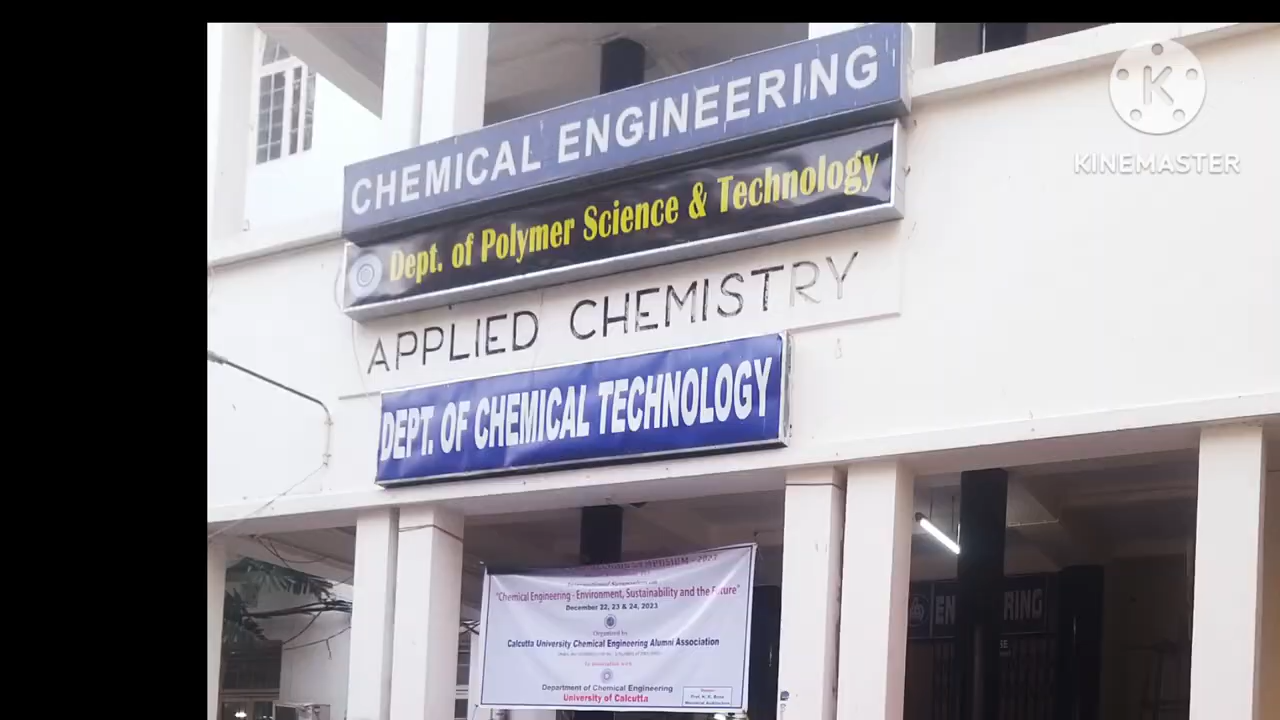 CHEMICAL ENGINEERING
Dept. of Polymer Science & Technology
APPLIED CHEMISTRY
DEPT. OF CHEMICAL TECHNOLOGY
K
KINEMASTER
"Chemical Engineering - Environment, Sustainability and the Future"
December 22, 23 & 24, 2023
Organized by
Calcutta University Chemical Engineering Alumni Association
Department of Chemical Engineering
University of Calcutta